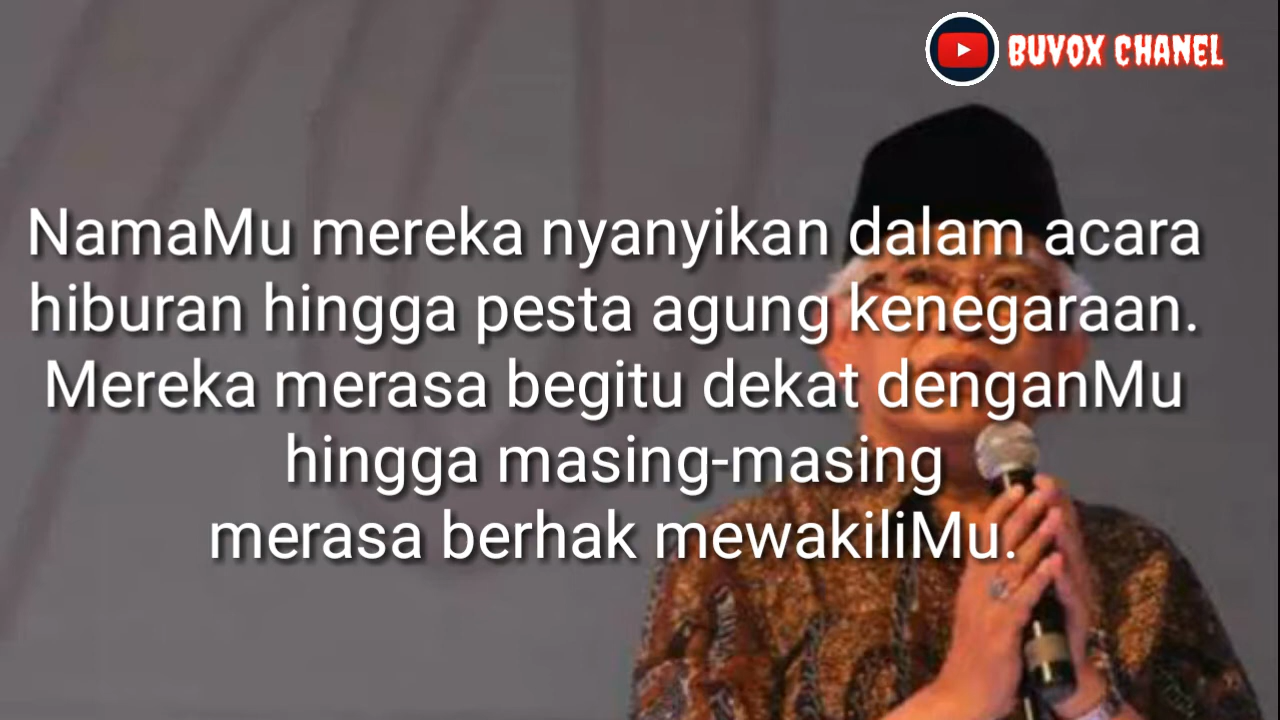 BUVOX CHANEL
NamaMu mereka nyanyikan dalam acara
hiburan hingga pesta agung kenegaraan.
Mereka merasa begitu dekat denganMu
hingga masing-masing
merasa berhak mewakiliMu.